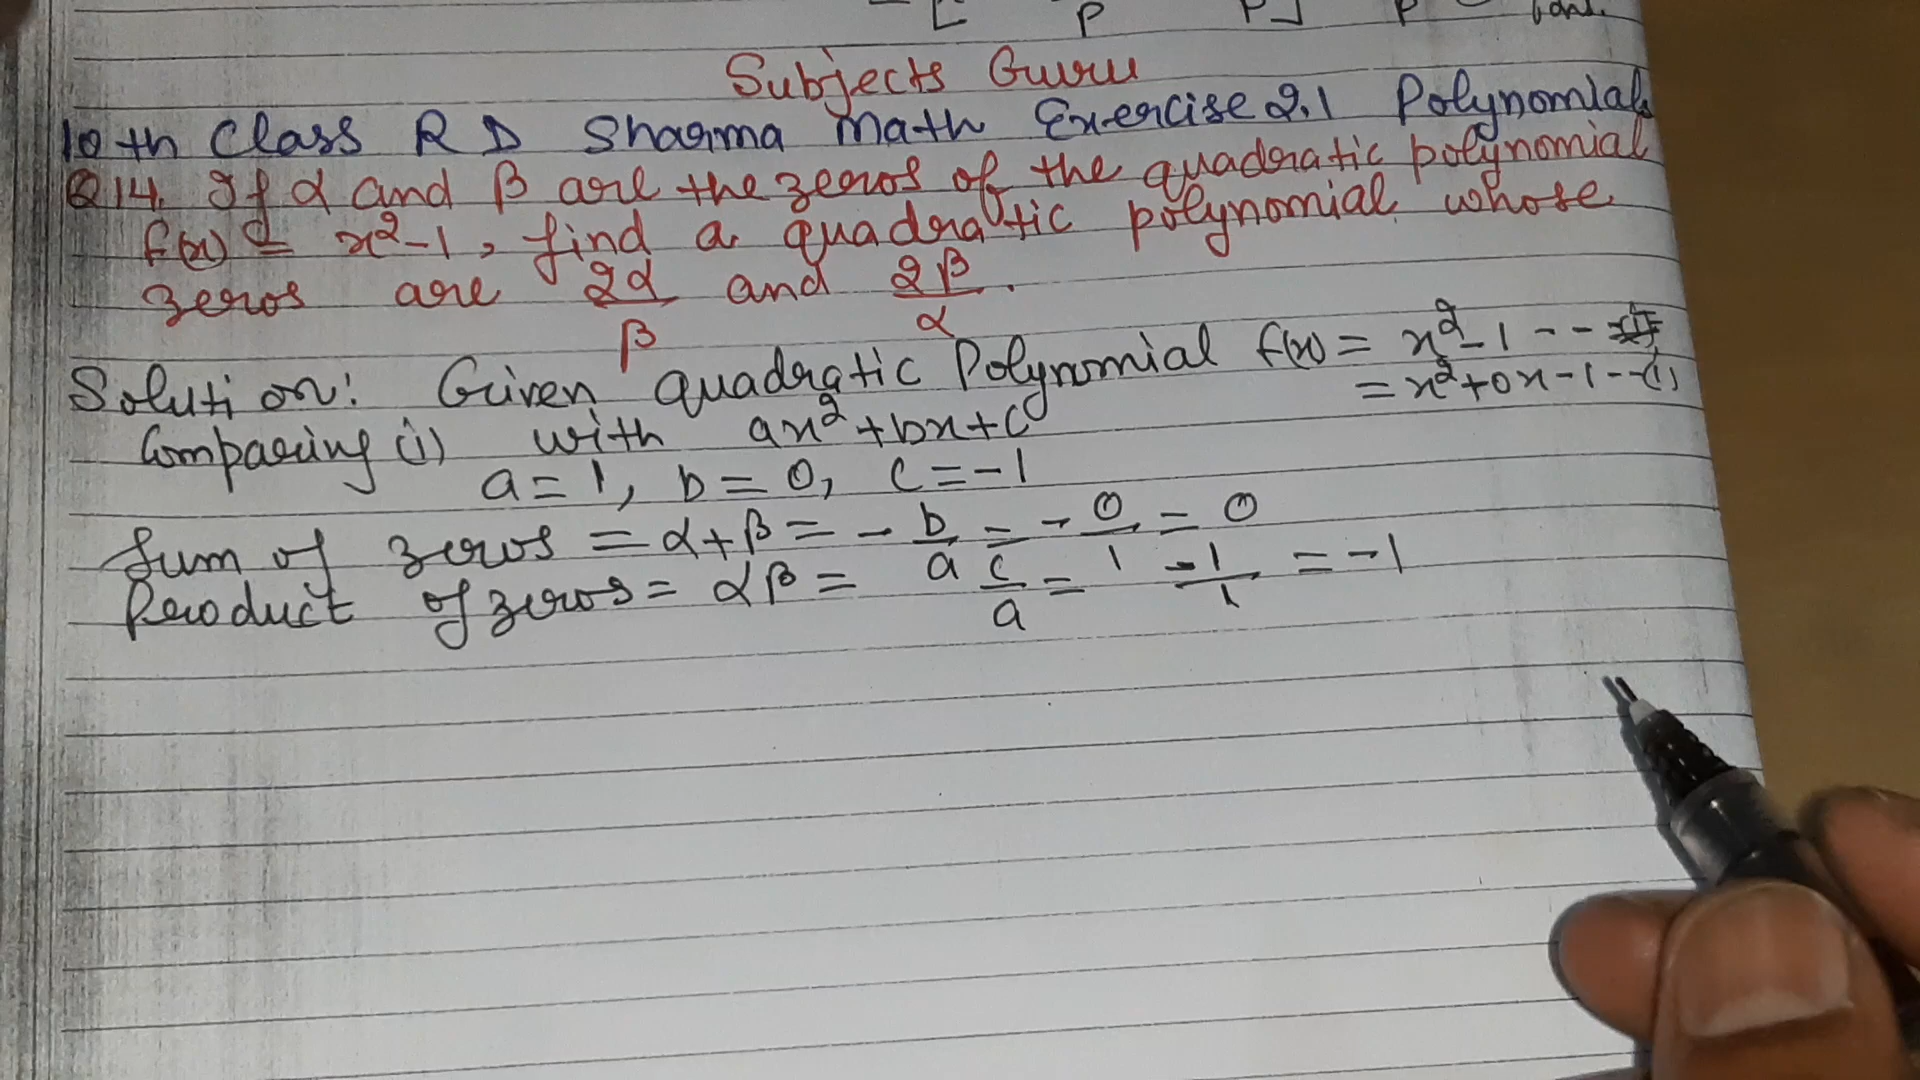 [ P P] P
Subjects Guru
10th Class R D Sharma Math Exercise 2.1 Polynomials
Q14. If α and β are the zeros of the quadratic polynomial
f(x) = x²-1, find a quadratic polynomial whose
zeros are 2α/β and 2β/α.
Solution: Given quadratic Polynomial f(x) = x²-1 --
= x²+0x-1--(1)
Comparing (1) with ax²+bx+c
a=1, b=0, c=-1
Sum of zeros = α+β = -b/a = -0/1 = 0
Product of zeros = αβ = c/a = -1/1 = -1